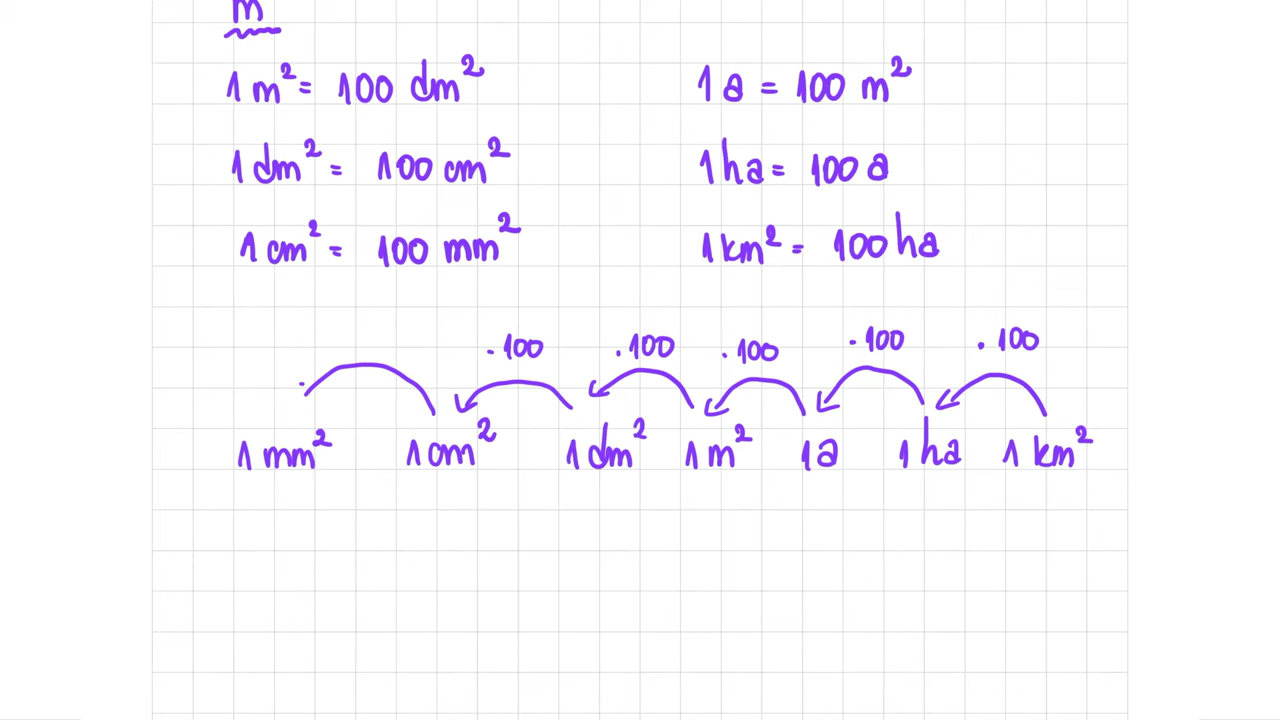 m
1 m² = 100 dm²
1 dm² = 100 cm²
1 cm² = 100 mm²
1 a = 100 m²
1 ha = 100 a
1 km² = 100 ha
. 100 . 100 . 100 . 100 . 100
1 mm² 1 cm² 1 dm² 1 m² 1 a 1 ha 1 km²